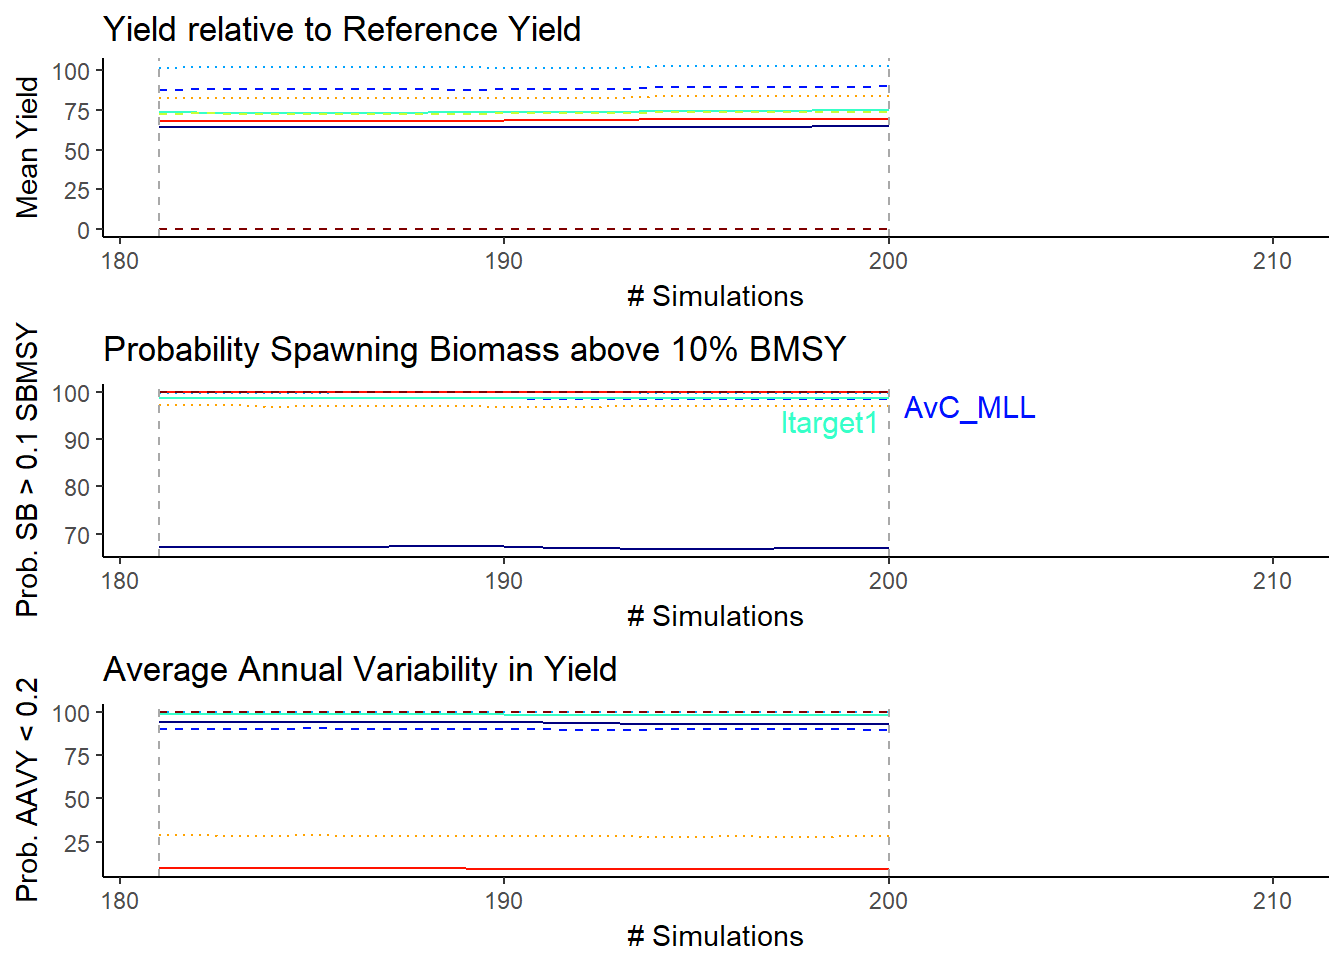 Yield relative to Reference Yield
Mean Yield
100
75
50
25
0
180
190
200
210
# Simulations
Probability Spawning Biomass above 10% BMSY
Prob. SB > 0.1 SBMSY
100
90
80
70
Itarget1
AvC_MLL
180
190
200
210
# Simulations
Average Annual Variability in Yield
Prob. AAVY < 0.2
100
75
50
25
180
190
200
210
# Simulations